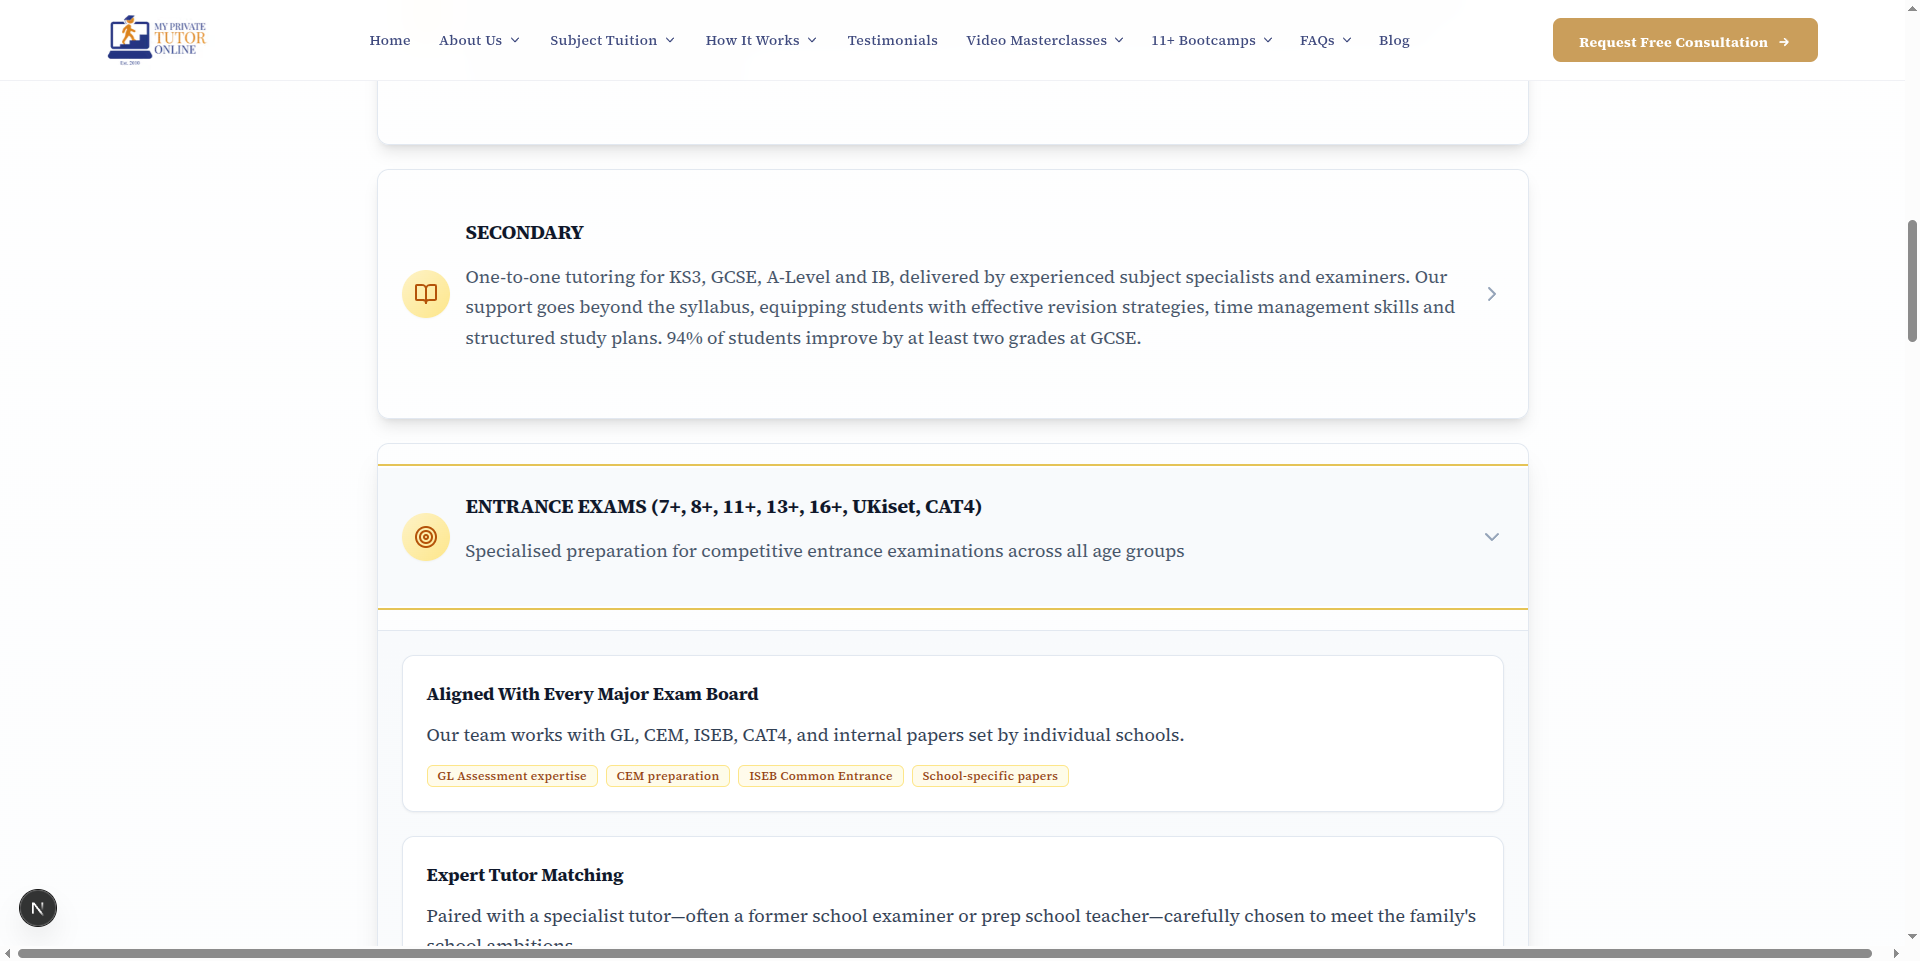 MY PRIVATE
TUTOR
ONLINE
Est. 2010
Home
About Us
Subject Tuition
How It Works
Testimonials
Video Masterclasses
11+ Bootcamps
FAQs
Blog
Request Free Consultation →
SECONDARY
One-to-one tutoring for KS3, GCSE, A-Level and IB, delivered by experienced subject specialists and examiners. Our
support goes beyond the syllabus, equipping students with effective revision strategies, time management skills and
structured study plans. 94% of students improve by at least two grades at GCSE.
ENTRANCE EXAMS (7+, 8+, 11+, 13+, 16+, UKiset, CAT4)
Specialised preparation for competitive entrance examinations across all age groups
Aligned With Every Major Exam Board
Our team works with GL, CEM, ISEB, CAT4, and internal papers set by individual schools.
GL Assessment expertise
CEM preparation
ISEB Common Entrance
School-specific papers
Expert Tutor Matching
Paired with a specialist tutor—often a former school examiner or prep school teacher—carefully chosen to meet the family's
school ambitions
N